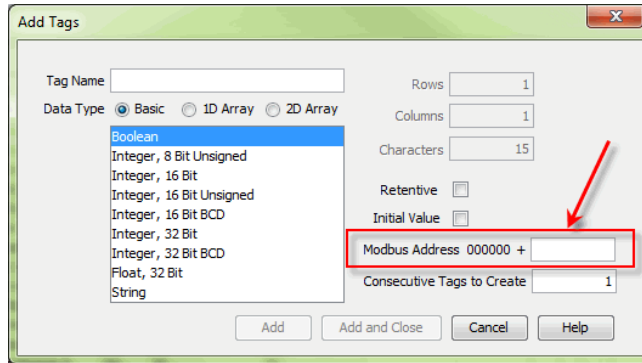 Add Tags
Tag Name
Data Type Basic 1D Array 2D Array
Boolean
Integer, 8 Bit Unsigned
Integer, 16 Bit
Integer, 16 Bit Unsigned
Integer, 16 Bit BCD
Integer, 32 Bit
Integer, 32 Bit BCD
Float, 32 Bit
String
Rows 1
Columns 1
Characters 15
Retentive
Initial Value
Modbus Address 000000 +
Consecutive Tags to Create 1
Add Add and Close Cancel Help